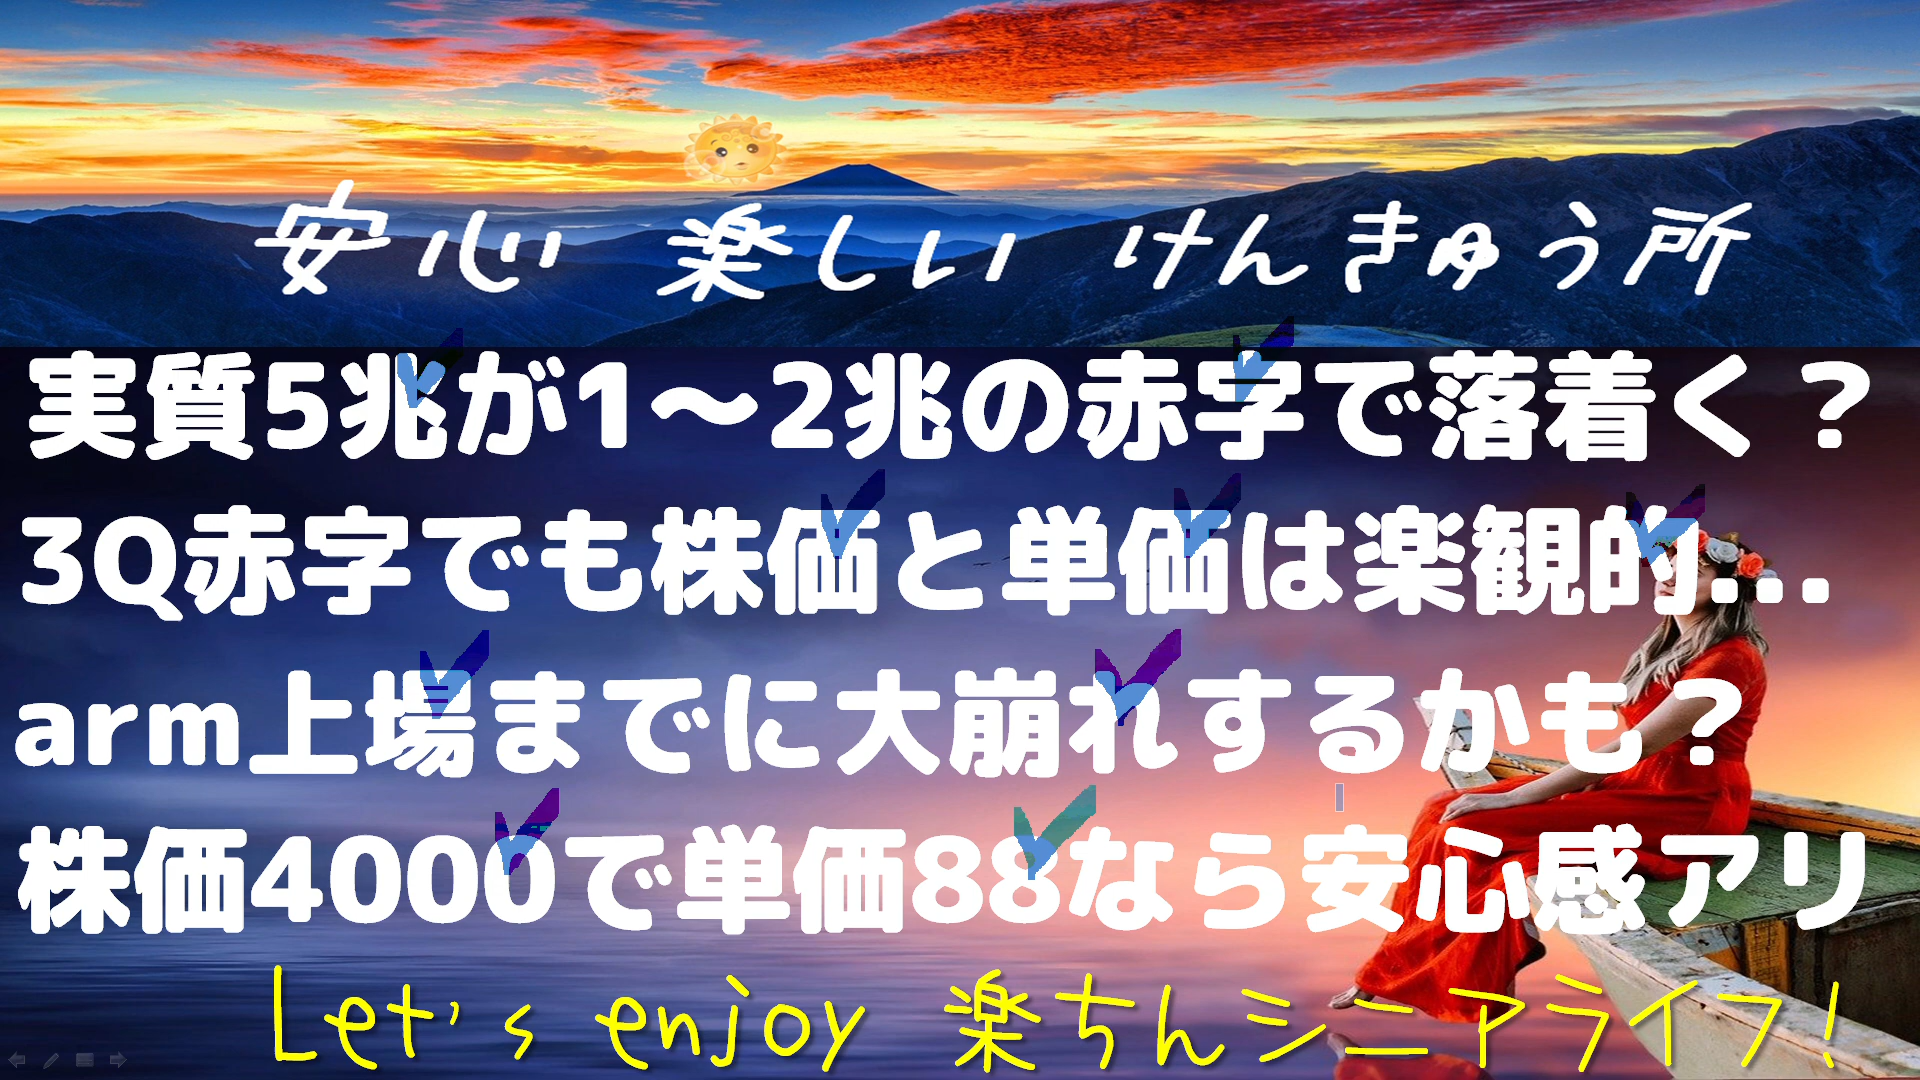 安心 楽しい けんきゅう所
実質5兆が1～2兆の赤字で落着く？
3Q赤字でも株価と単価は楽観的...
arm上場までに大崩れするかも？
株価4000で単価88なら安心感アリ
Let's enjoy 楽ちんシニアライフ!